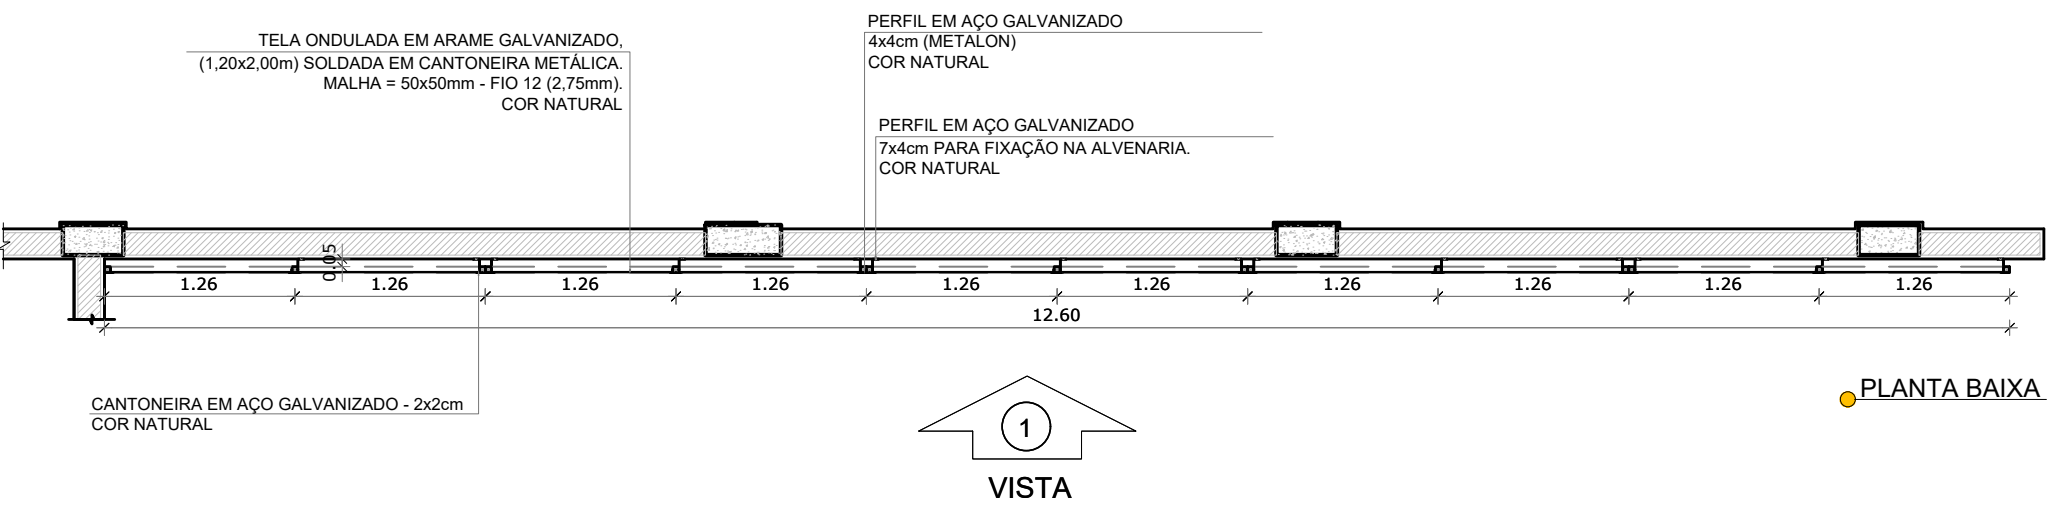 PERFIL EM AÇO GALVANIZADO
4x4cm (METALON)
COR NATURAL
TELA ONDULADA EM ARAME GALVANIZADO,
(1,20x2,00m) SOLDADA EM CANTONEIRA METÁLICA.
MALHA = 50x50mm - FIO 12 (2,75mm).
COR NATURAL
PERFIL EM AÇO GALVANIZADO
7x4cm PARA FIXAÇÃO NA ALVENARIA.
COR NATURAL
0.05
1.26 1.26 1.26 1.26 1.26 1.26 1.26 1.26 1.26 1.26
12.60
CANTONEIRA EM AÇO GALVANIZADO - 2x2cm
COR NATURAL
1
VISTA
PLANTA BAIXA